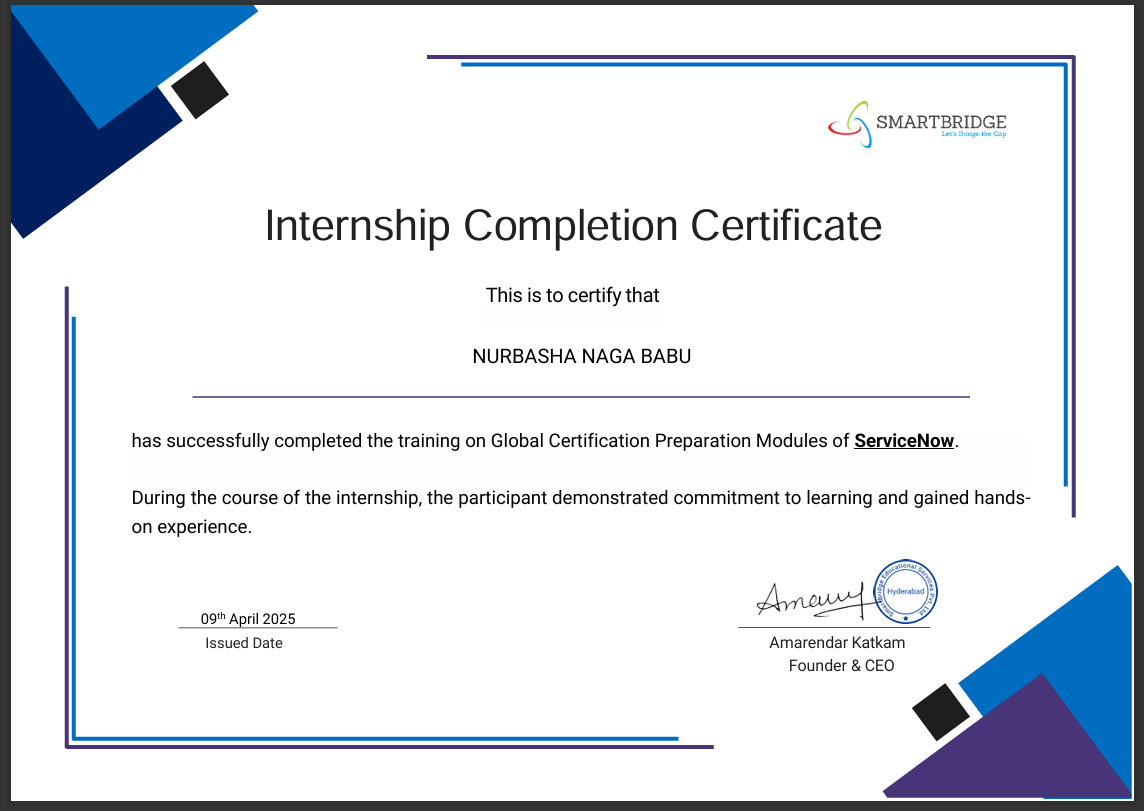 SMARTBRIDGE
Let's Bridge the Gap
Internship Completion Certificate
This is to certify that
NURBASHA NAGA BABU
has successfully completed the training on Global Certification Preparation Modules of ServiceNow.
During the course of the internship, the participant demonstrated commitment to learning and gained hands-
on experience.
09th April 2025
Issued Date
Amany
SmartBridge Educational Services Pvt. Ltd
Hyderabad
Amarendar Katkam
Founder & CEO